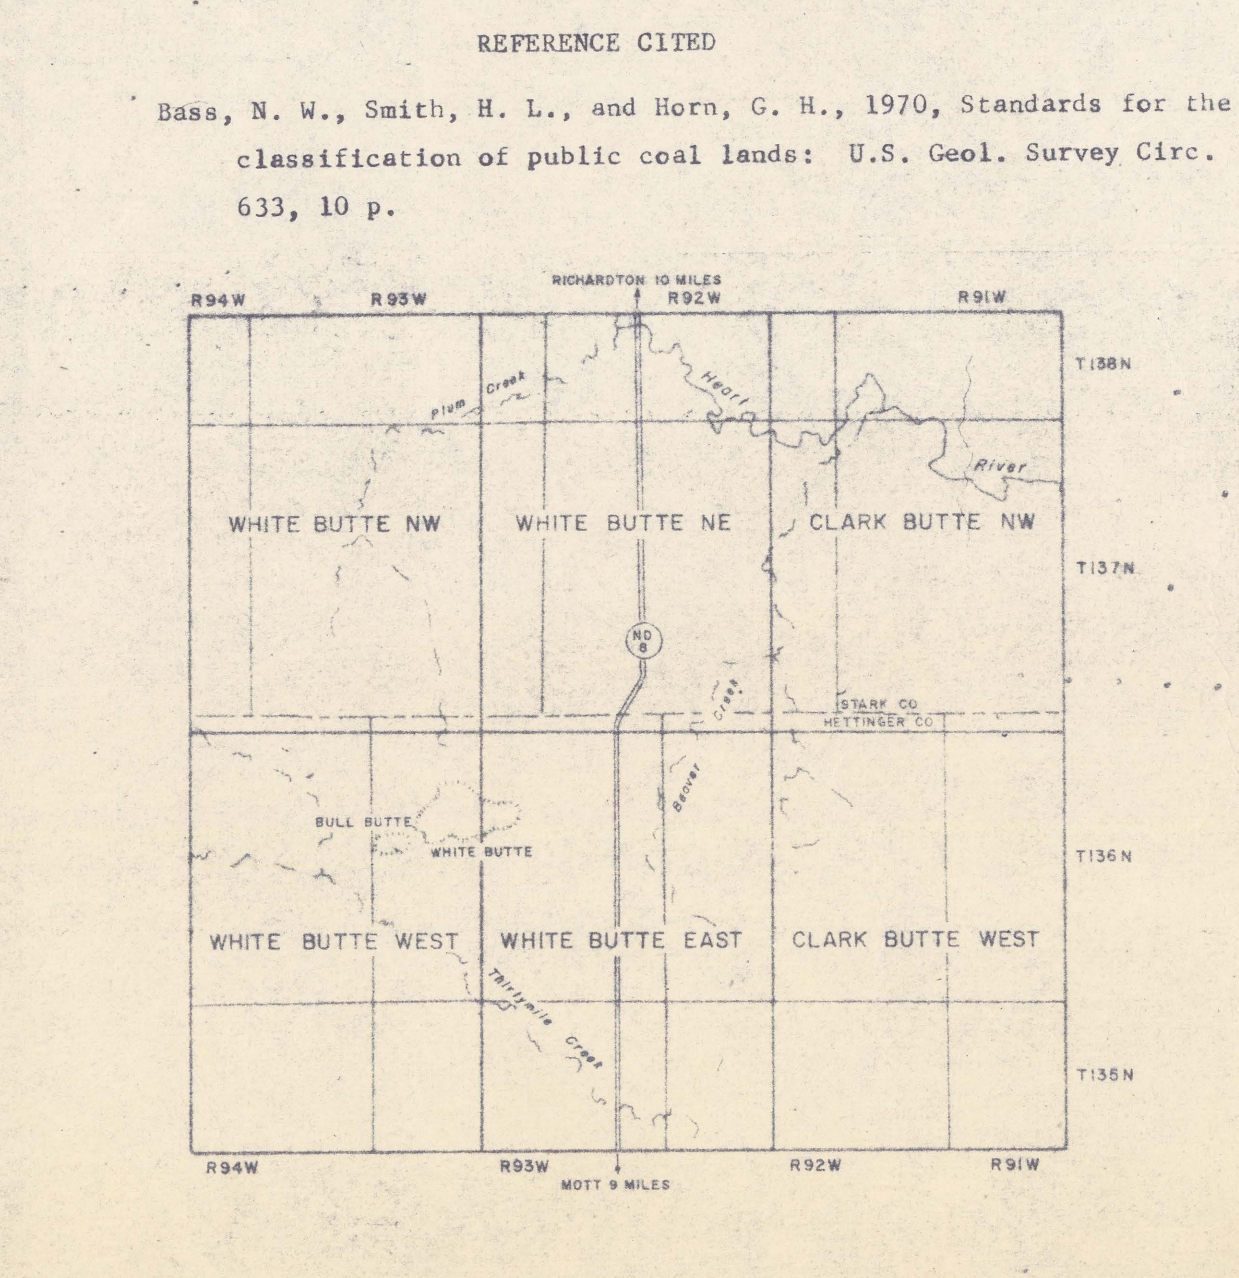 REFERENCE CITED
Bass, N. W., Smith, H. L., and Horn, G. H., 1970, Standards for the
classification of public coal lands: U.S. Geol. Survey Circ.
633, 10 p.
RICHARDTON 10 MILES
R94W R93W R92W R91W
T138N
Plum Creek
Heart
River
WHITE BUTTE NW WHITE BUTTE NE CLARK BUTTE NW
T137N
ND
8
Creek
STARK CO
HETTINGER CO
Beaver
BULL BUTTE
WHITE BUTTE
T136N
WHITE BUTTE WEST WHITE BUTTE EAST CLARK BUTTE WEST
Thirtymile Creek
T135N
R94W R93W R92W R91W
MOTT 9 MILES